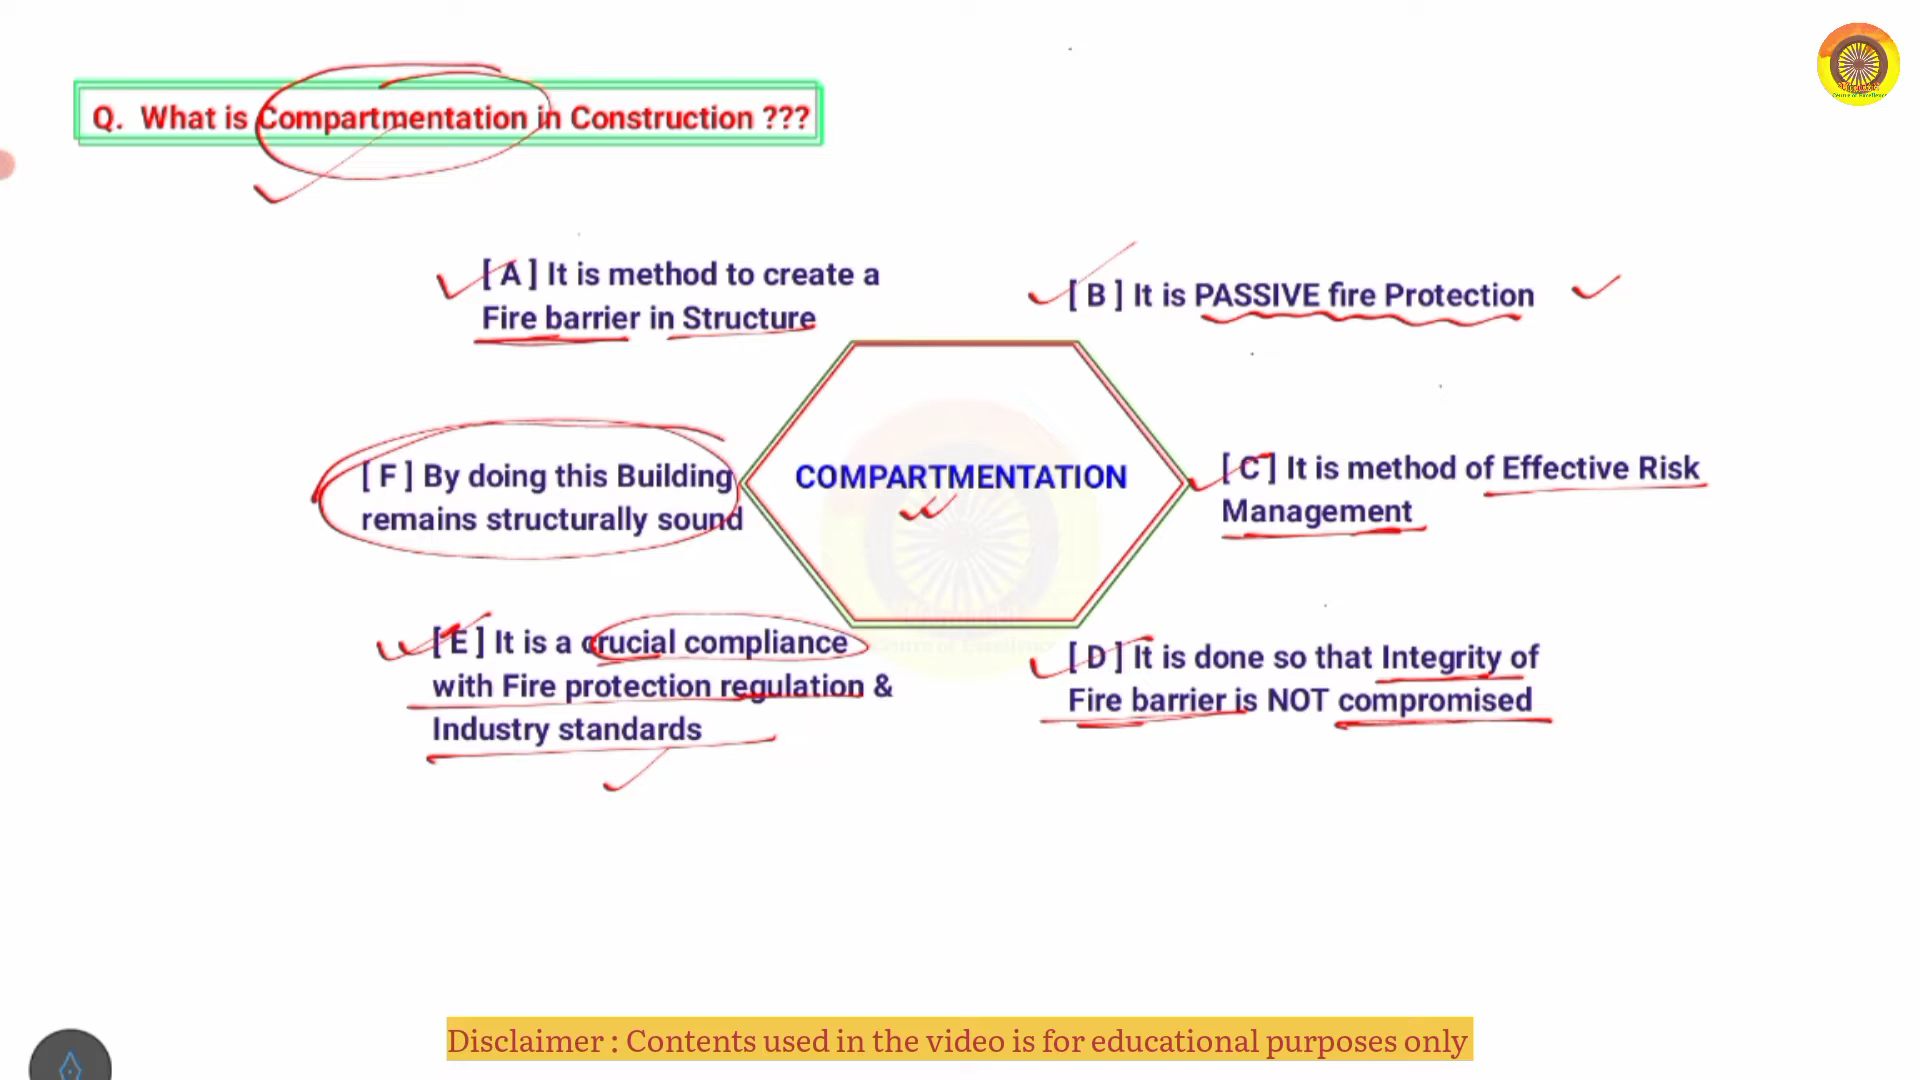 Q. What is Compartmentation in Construction ???
[ A ] It is method to create a
Fire barrier in Structure
[ B ] It is PASSIVE fire Protection
COMPARTMENTATION
[ C ] It is method of Effective Risk
Management
[ D ] It is done so that Integrity of
Fire barrier is NOT compromised
[ E ] It is a crucial compliance
with Fire protection regulation &
Industry standards
[ F ] By doing this Building
remains structurally sound
Centre of Excellence
Disclaimer : Contents used in the video is for educational purposes only